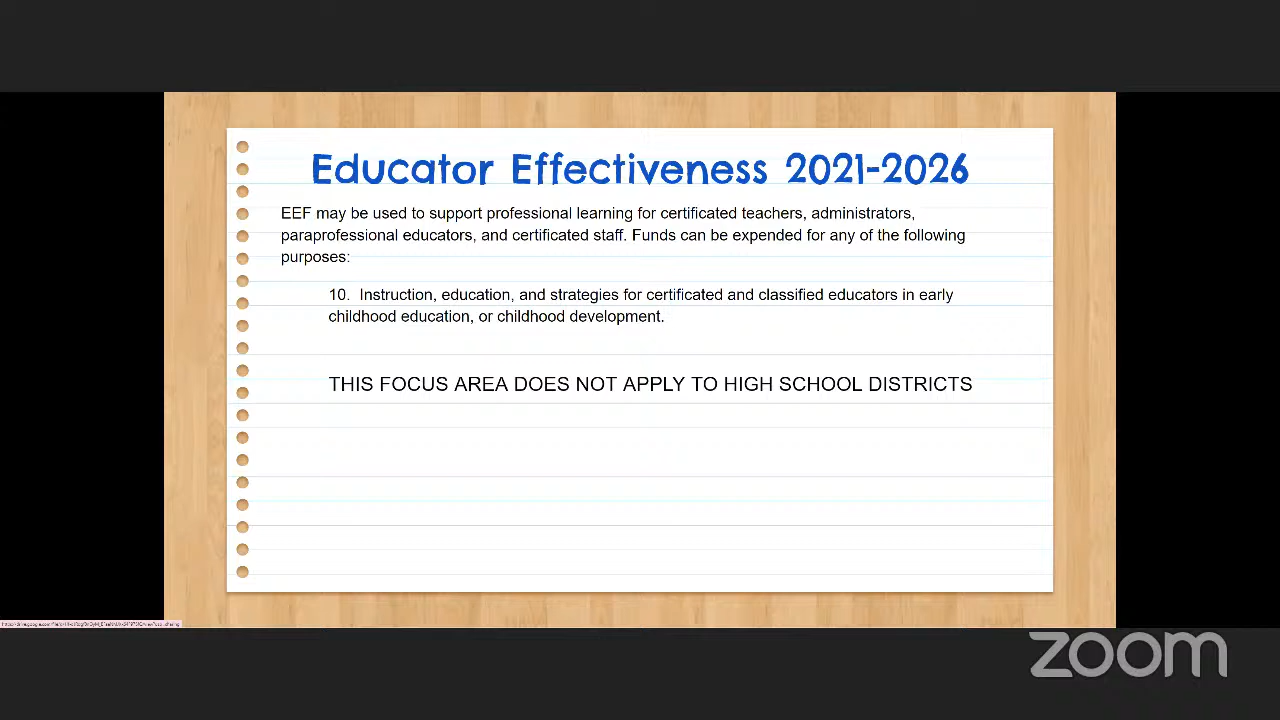 Educator Effectiveness 2021-2026
EEF may be used to support professional learning for certificated teachers, administrators,
paraprofessional educators, and certificated staff. Funds can be expended for any of the following
purposes:
10. Instruction, education, and strategies for certificated and classified educators in early
childhood education, or childhood development.
THIS FOCUS AREA DOES NOT APPLY TO HIGH SCHOOL DISTRICTS
zoom